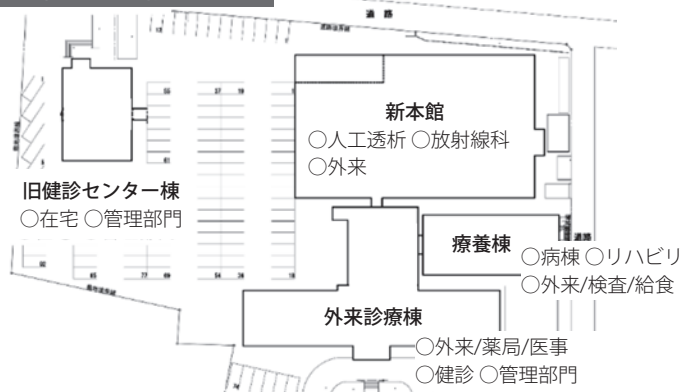 道 路
新本館
○人工透析 ○放射線科
○外来
旧健診センター棟
○在宅 ○管理部門
療養棟
道路
○病棟 ○リハビリ
○外来/検査/給食
外来診療棟
○外来/薬局/医事
○健診 ○管理部門